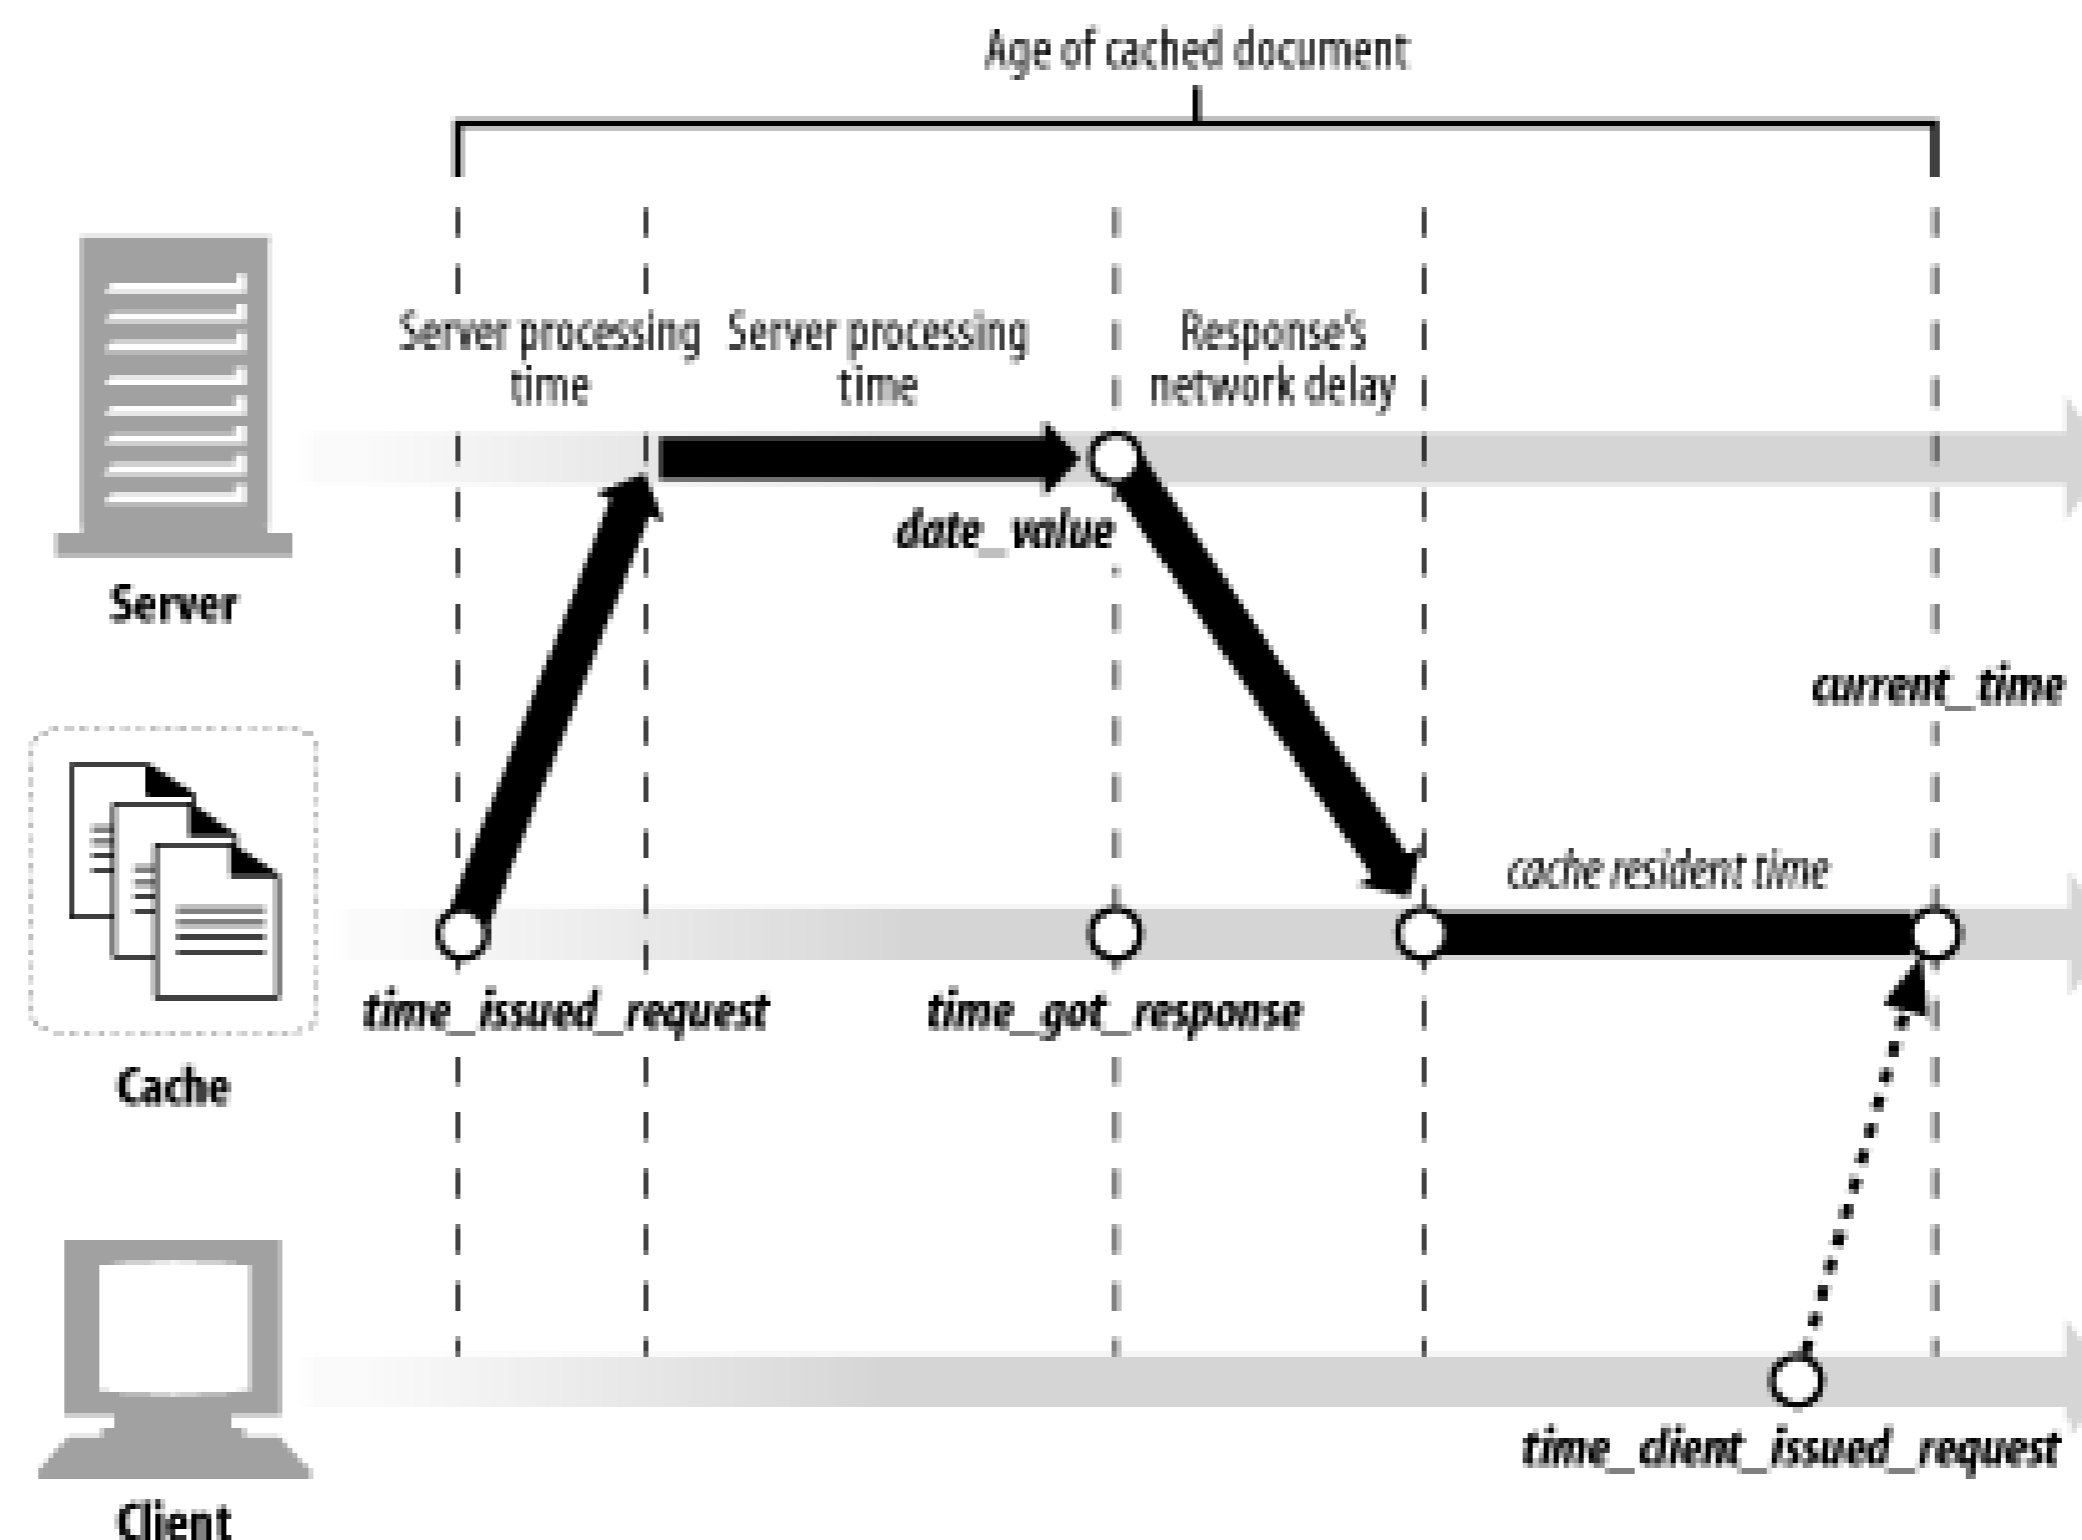 Age of cached document
Server processing
time
Server processing
time
Response's
network delay
date_value
Server
current_time
cache resident time
time_issued_request
time_got_response
Cache
time_client_issued_request
Client